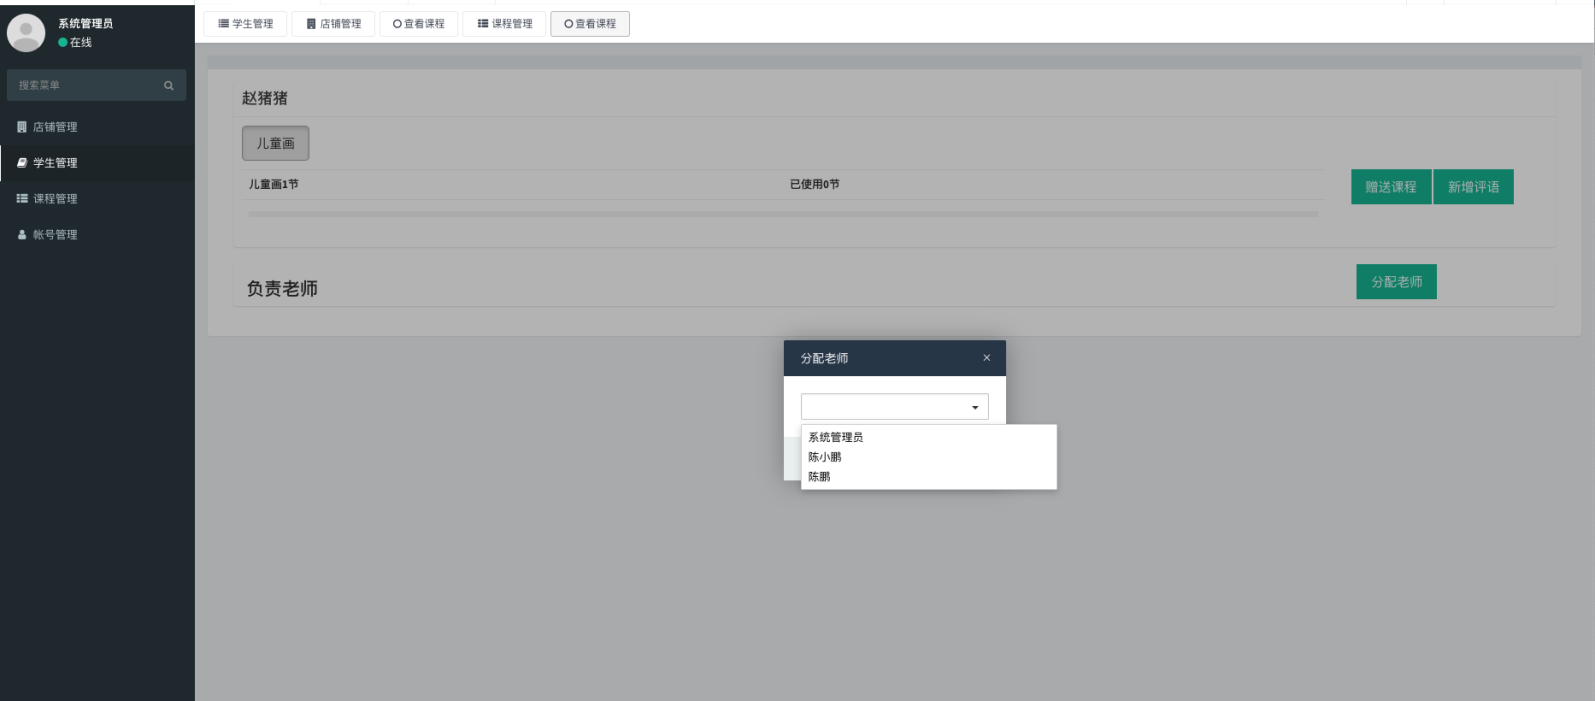 系统管理员
在线
搜索菜单
店铺管理
学生管理
课程管理
帐号管理
学生管理 店铺管理 查看课程 课程管理 查看课程
赵猪猪
儿童画
儿童画1节 已使用0节
赠送课程 新增评语
负责老师
分配老师
分配老师 ×
系统管理员
陈小鹏
陈鹏